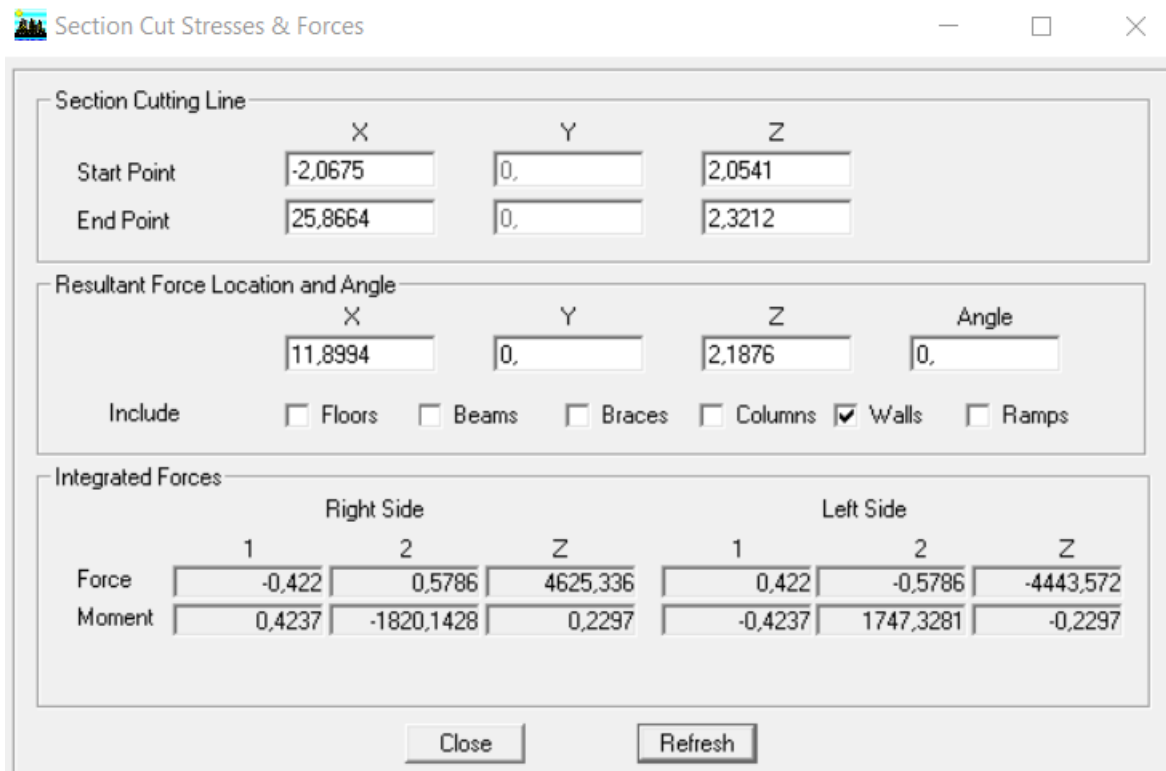 Section Cut Stresses & Forces
Section Cutting Line
X Y Z
Start Point -2,0675 0, 2,0541
End Point 25,8664 0, 2,3212
Resultant Force Location and Angle
X Y Z Angle
11,8994 0, 2,1876 0,
Include Floors Beams Braces Columns Walls Ramps
Integrated Forces
Right Side Left Side
1 2 Z 1 2 Z
Force -0,422 0,5786 4625,336 0,422 -0,5786 -4443,572
Moment 0,4237 -1820,1428 0,2297 -0,4237 1747,3281 -0,2297
Close Refresh